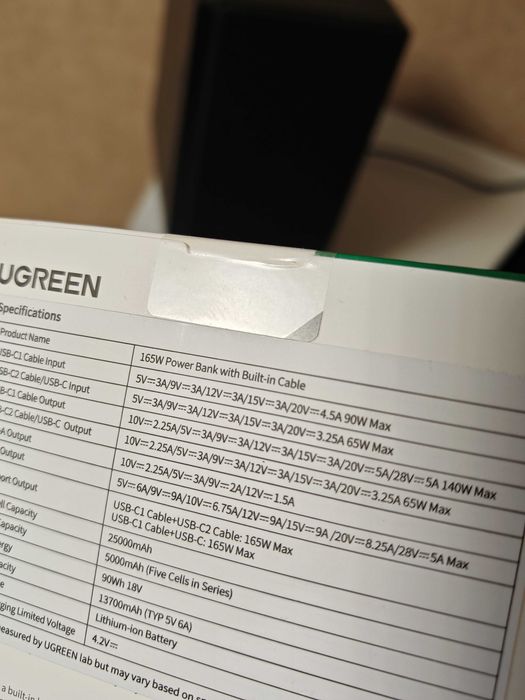 UGREEN
Specifications
Product Name 165W Power Bank with Built-in Cable
SB-C1 Cable Input 5V⎓3A/9V⎓3A/12V⎓3A/15V⎓3A/20V⎓4.5A 90W Max
SB-C2 Cable/USB-C Input 5V⎓3A/9V⎓3A/12V⎓3A/15V⎓3A/20V⎓3.25A 65W Max
B-C1 Cable Output 10V⎓2.25A/5V⎓3A/9V⎓3A/12V⎓3A/15V⎓3A/20V⎓5A/28V⎓5A 140W Max
-C2 Cable/USB-C Output 10V⎓2.25A/5V⎓3A/9V⎓3A/12V⎓3A/15V⎓3A/20V⎓3.25A 65W Max
A Output 10V⎓2.25A/5V⎓3A/9V⎓2A/12V⎓1.5A
Output 5V⎓6A/9V⎓9A/10V⎓6.75A/12V⎓9A/15V⎓9A /20V⎓8.25A/28V⎓5A Max
ort Output USB-C1 Cable+USB-C2 Cable: 165W Max
USB-C1 Cable+USB-C: 165W Max
ll Capacity 25000mAh
apacity 5000mAh (Five Cells in Series)
ergy 90Wh 18V
acity 13700mAh (TYP 5V 6A)
e Lithium-ion Battery
ging Limited Voltage 4.2V⎓
measured by UGREEN lab but may vary based on
a built-in